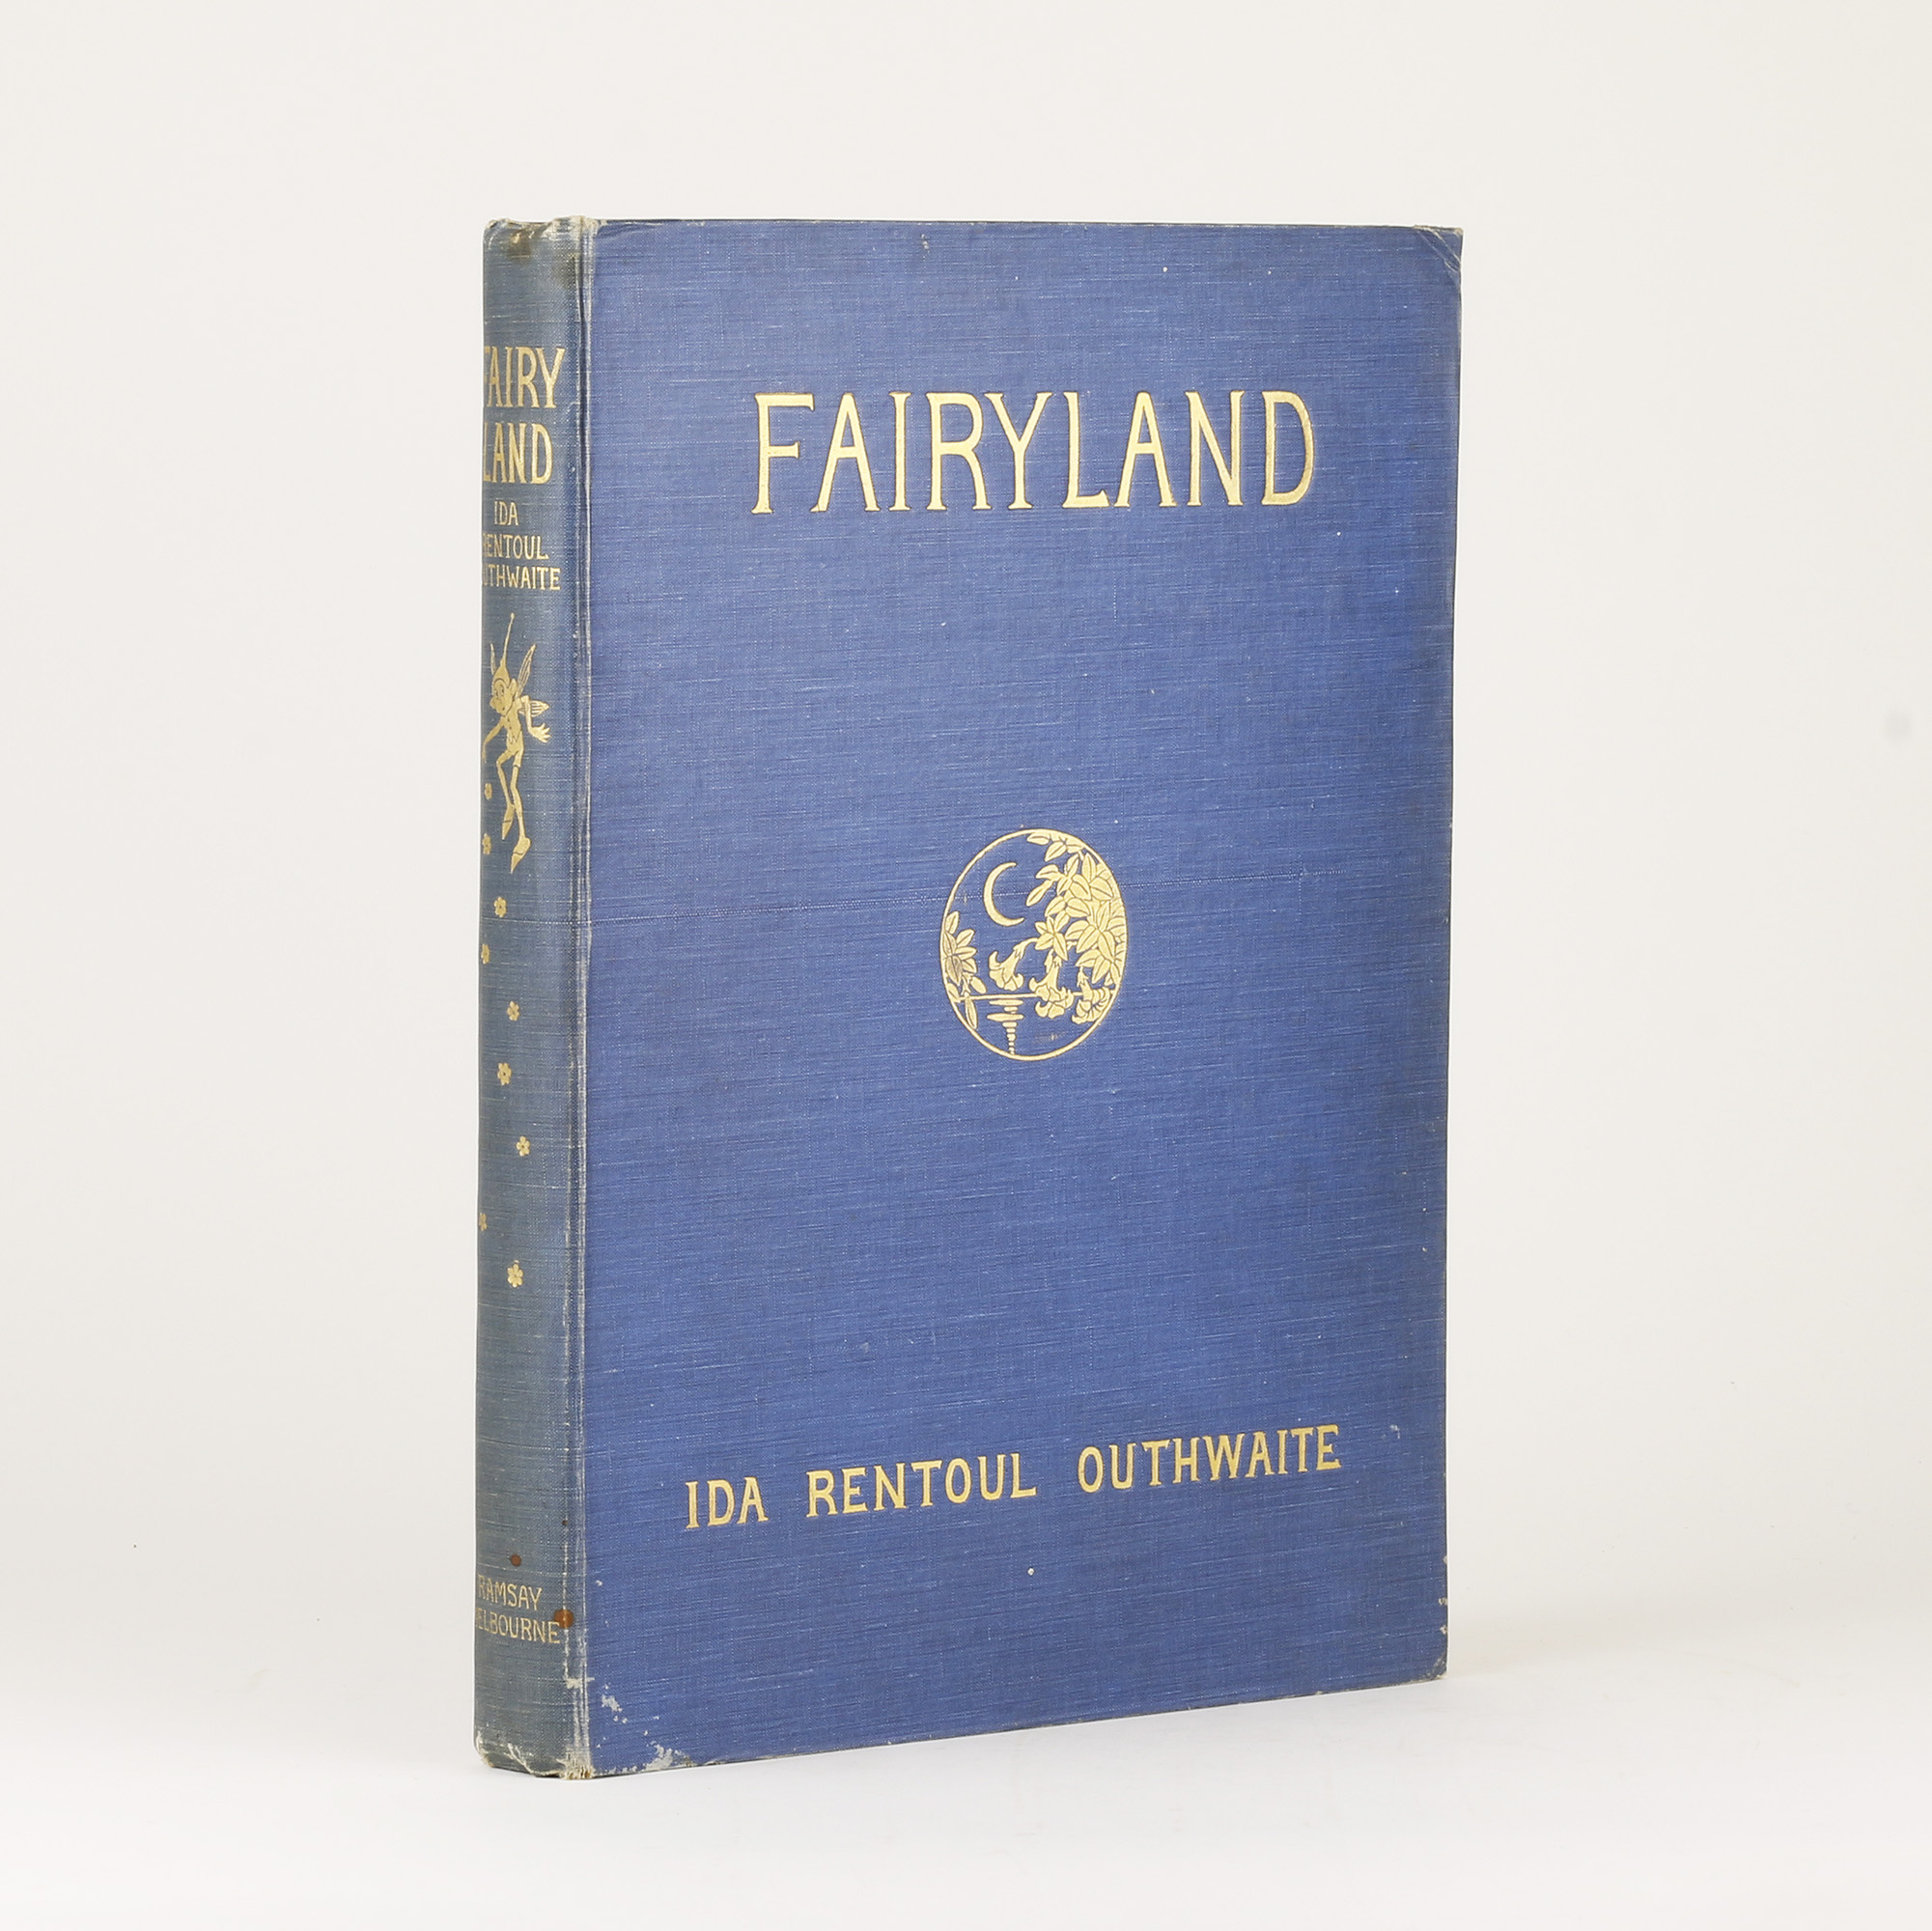 FAIRY
LAND
IDA
RENTOUL
OUTHWAITE
RAMSAY
MELBOURNE
FAIRYLAND
IDA RENTOUL OUTHWAITE